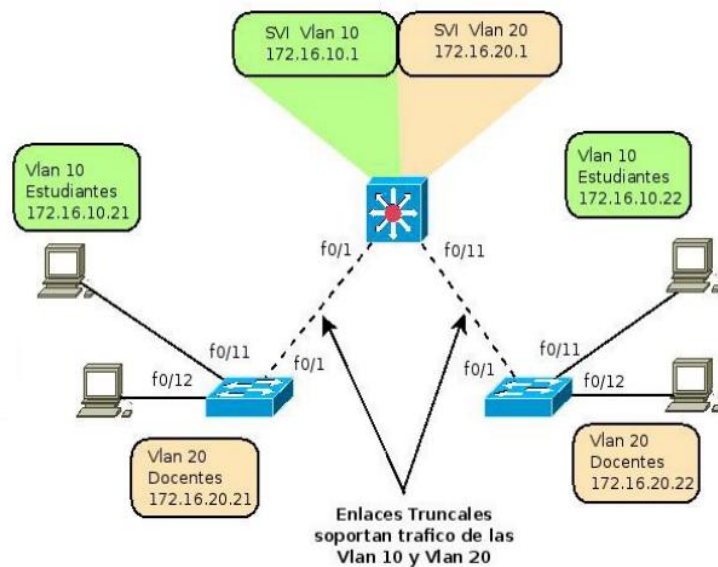 SVI Vlan 10
172.16.10.1
SVI Vlan 20
172.16.20.1
Vlan 10
Estudiantes
172.16.10.21
Vlan 10
Estudiantes
172.16.10.22
f0/1
f0/11
f0/11
f0/1
f0/12
f0/1
f0/11
f0/12
Vlan 20
Docentes
172.16.20.21
Vlan 20
Docentes
172.16.20.22
Enlaces Truncales
soportan trafico de las
Vlan 10 y Vlan 20